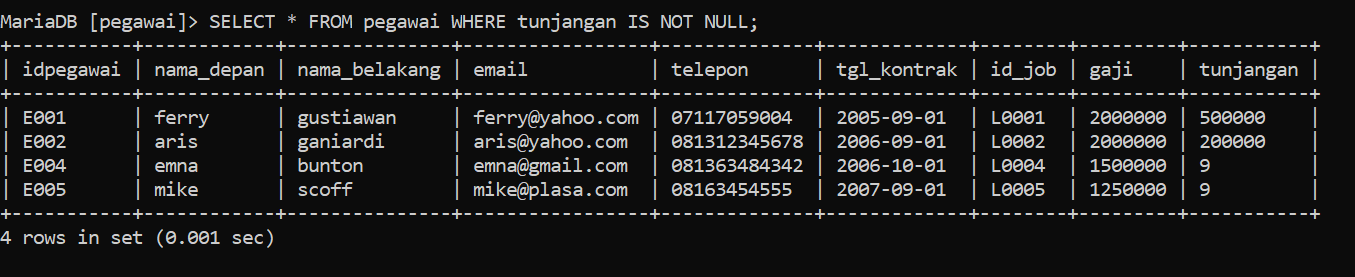 MariaDB [pegawai]> SELECT * FROM pegawai WHERE tunjangan IS NOT NULL;
+-----------+------------+---------------+-----------------+--------------+-------------+--------+---------+-----------+
| idpegawai | nama_depan | nama_belakang | email           | telepon      | tgl_kontrak | id_job | gaji    | tunjangan |
+-----------+------------+---------------+-----------------+--------------+-------------+--------+---------+-----------+
| E001      | ferry      | gustiawan     | ferry@yahoo.com | 07117059004  | 2005-09-01  | L0001  | 2000000 | 500000    |
| E002      | aris       | ganiardi      | aris@yahoo.com  | 081312345678 | 2006-09-01  | L0002  | 2000000 | 200000    |
| E004      | emna       | bunton        | emna@gmail.com  | 081363484342 | 2006-10-01  | L0004  | 1500000 | 9         |
| E005      | mike       | scoff         | mike@plasa.com  | 08163454555  | 2007-09-01  | L0005  | 1250000 | 9         |
+-----------+------------+---------------+-----------------+--------------+-------------+--------+---------+-----------+
4 rows in set (0.001 sec)